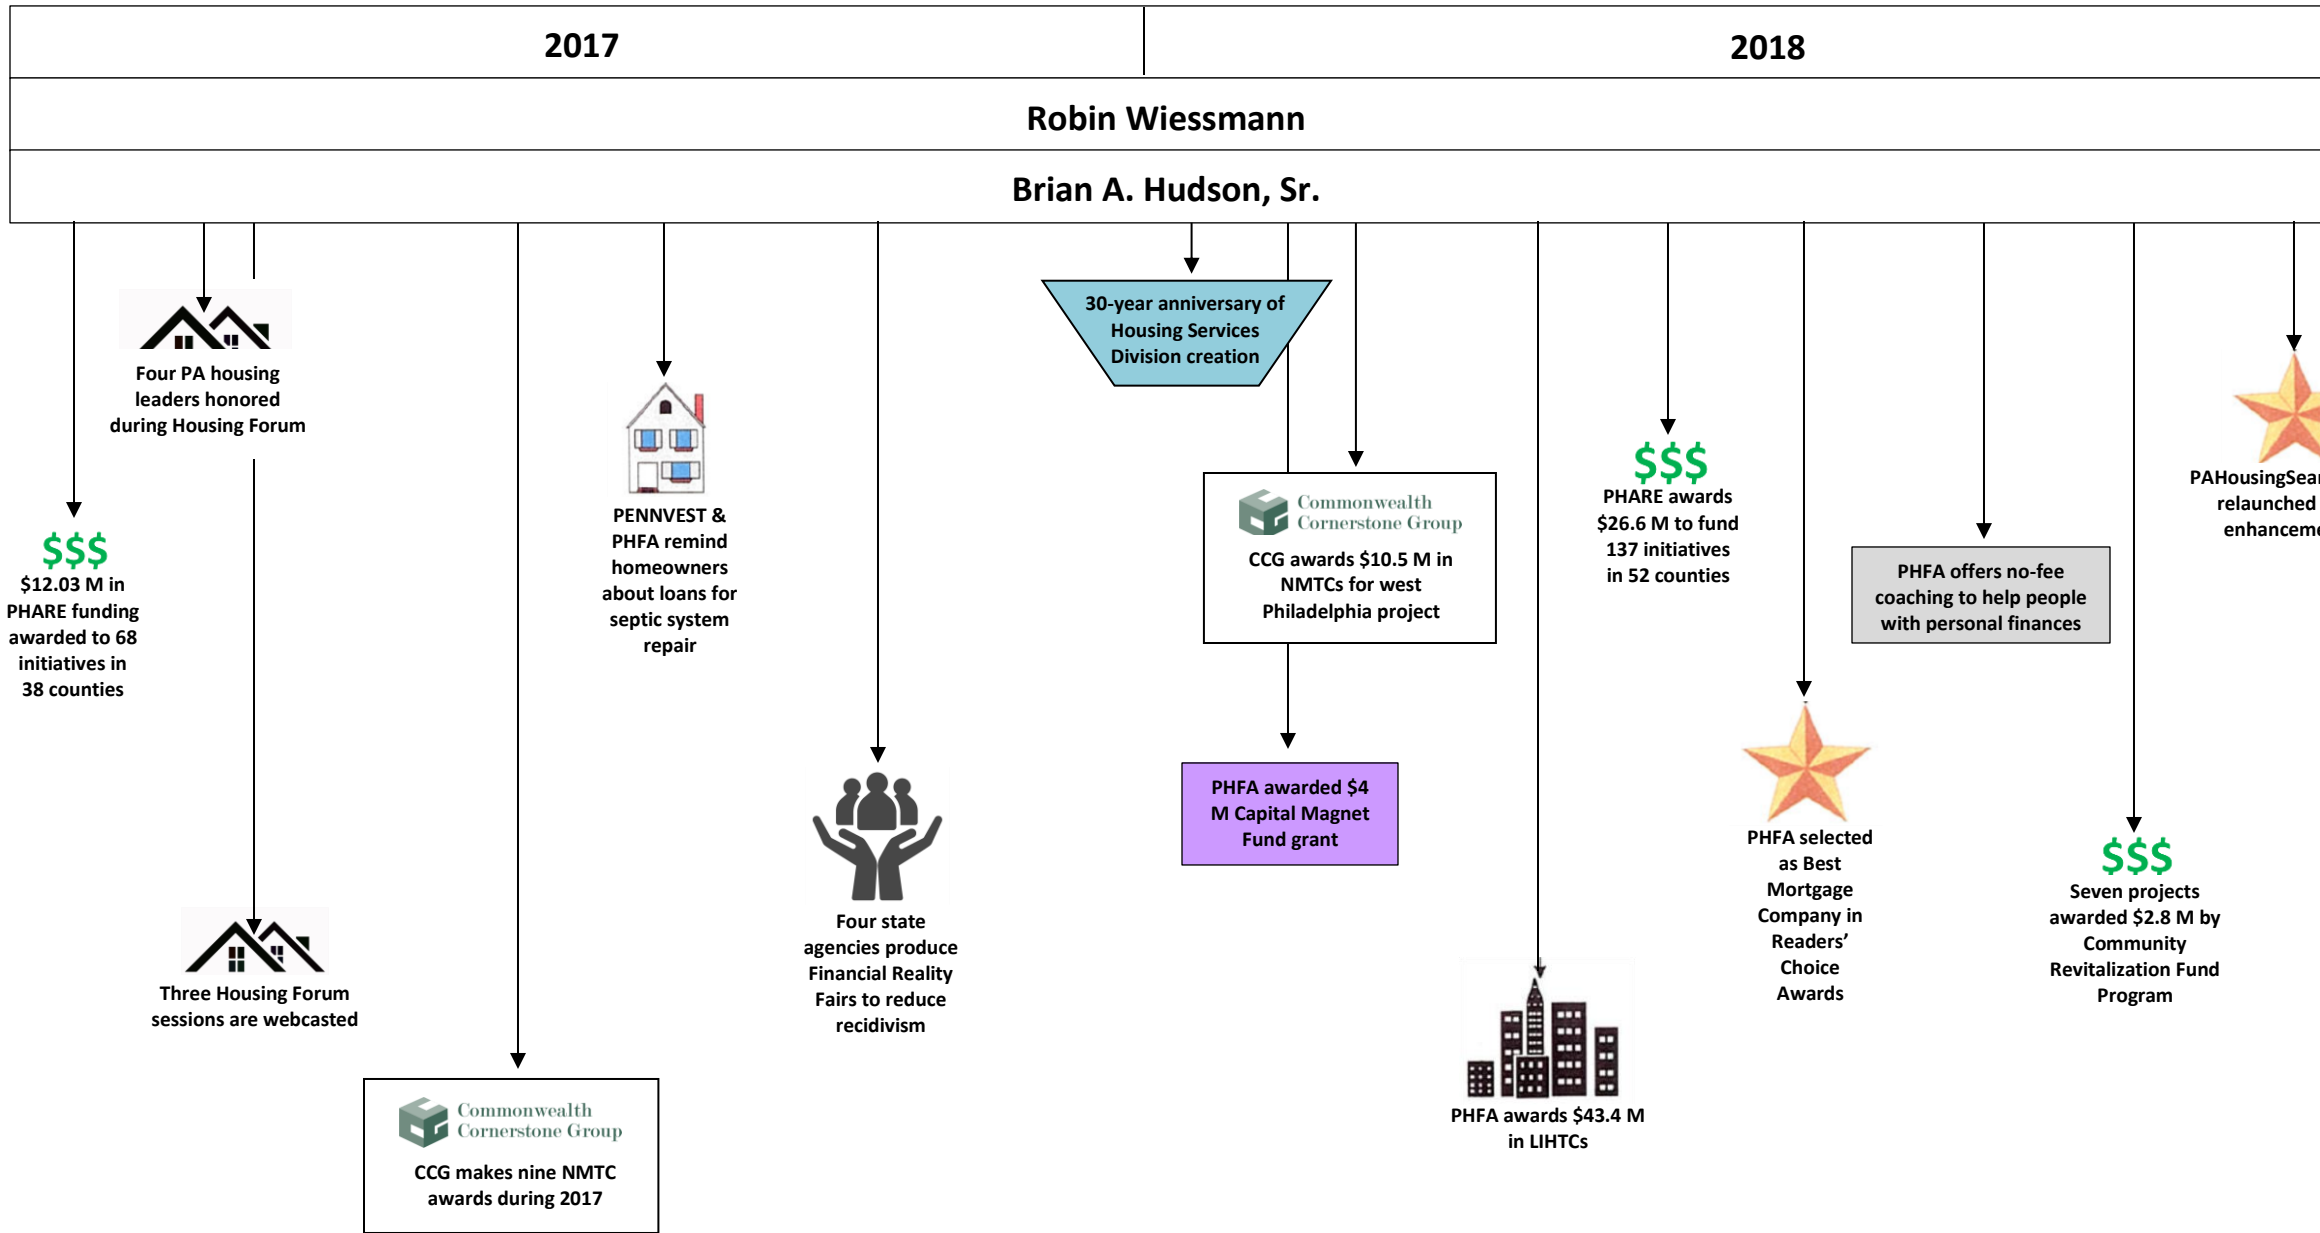 2017
2018
Robin Wiessmann
Brian A. Hudson, Sr.
$$$
$12.03 M in
PHARE funding
awarded to 68
initiatives in
38 counties
Four PA housing
leaders honored
during Housing Forum
Three Housing Forum
sessions are webcasted
Commonwealth
Cornerstone Group
CCG makes nine NMTC
awards during 2017
PENNVEST &
PHFA remind
homeowners
about loans for
septic system
repair
Four state
agencies produce
Financial Reality
Fairs to reduce
recidivism
30-year anniversary of
Housing Services
Division creation
PHFA awarded $4
M Capital Magnet
Fund grant
Commonwealth
Cornerstone Group
CCG awards $10.5 M in
NMTCs for west
Philadelphia project
PHFA awards $43.4 M
in LIHTCs
$$$
PHARE awards
$26.6 M to fund
137 initiatives
in 52 counties
PHFA selected
as Best
Mortgage
Company in
Readers’
Choice
Awards
PHFA offers no-fee
coaching to help people
with personal finances
$$$
Seven projects
awarded $2.8 M by
Community
Revitalization Fund
Program
PAHousingSear
relaunched
enhanceme